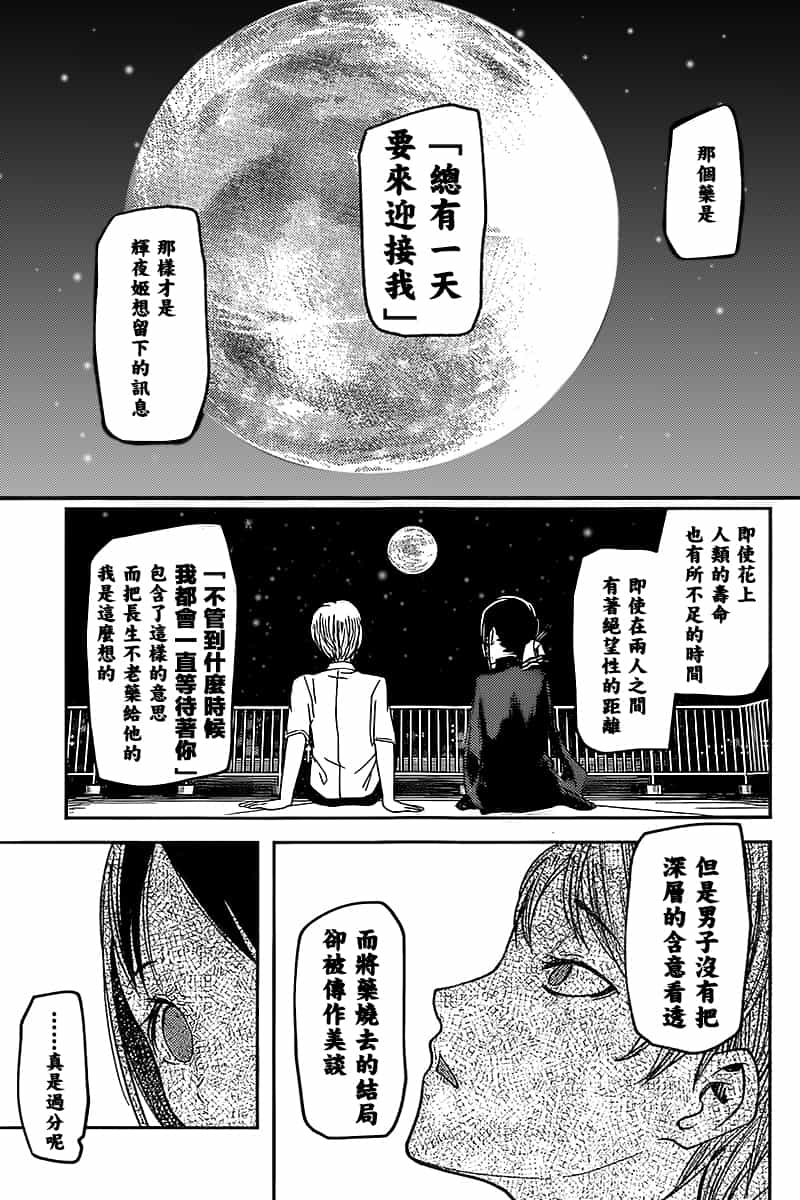 那個藥是
「總有一天
要來迎接我」
那樣才是
輝夜姬想留下的訊息
即使花上
人類的壽命
也有所不足的時間
即使在兩人之間
有著絕望性的距離
「不管到什麼時候
我都會一直等待著你」
包含了這樣的意思
而把長生不老藥給他的
我是這麼想的
但是男子沒有把
深層的含意看透
而將藥燒去的結局
卻被傳作美談
……真是過分呢